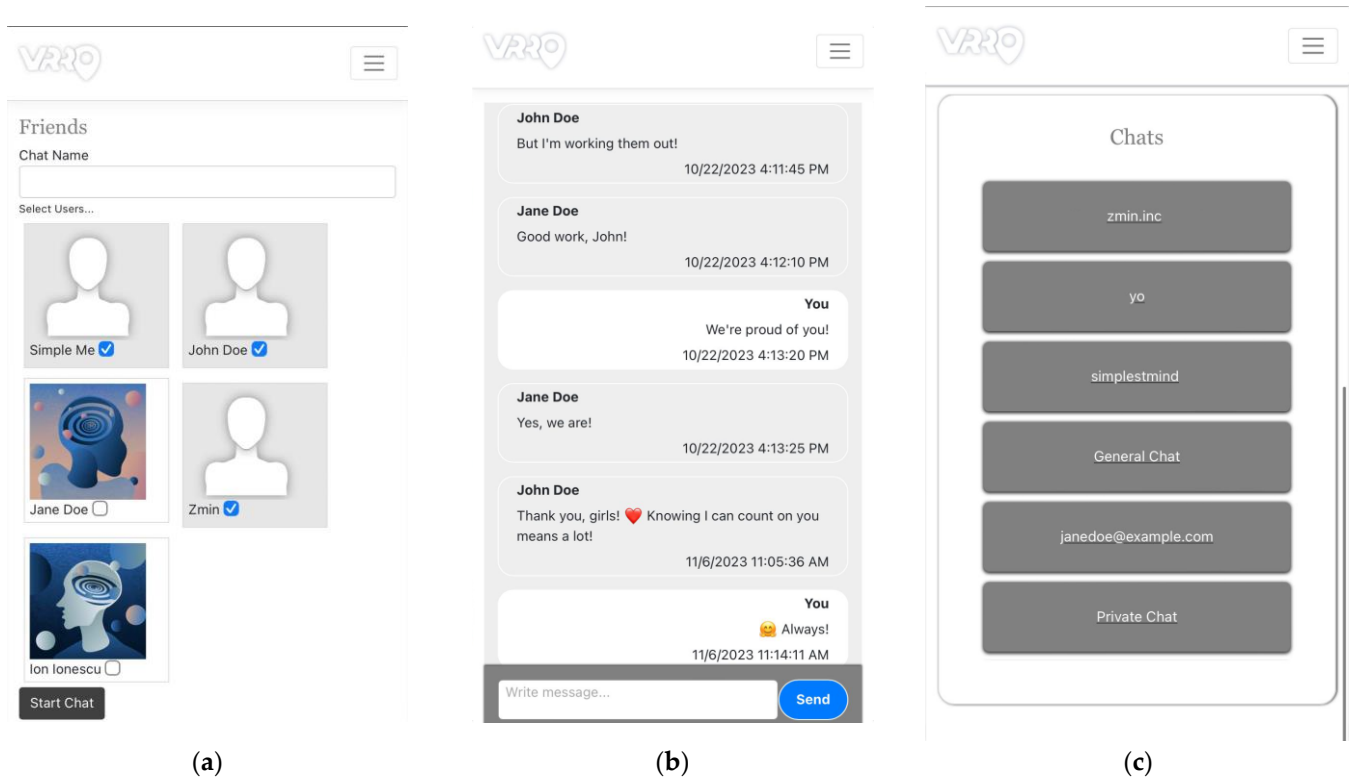 VRRO
Friends
Chat Name
Select Users...
Simple Me
John Doe
Jane Doe
Zmin
Ion Ionescu
Start Chat
(a)
VRRO
John Doe
But I'm working them out!
10/22/2023 4:11:45 PM
Jane Doe
Good work, John!
10/22/2023 4:12:10 PM
You
We're proud of you!
10/22/2023 4:13:20 PM
Jane Doe
Yes, we are!
10/22/2023 4:13:25 PM
John Doe
Thank you, girls! ❤️ Knowing I can count on you
means a lot!
11/6/2023 11:05:36 AM
You
🤗 Always!
11/6/2023 11:14:11 AM
Write message...
Send
(b)
VRRO
Chats
zmin.inc
yo
simplestmind
General Chat
janedoe@example.com
Private Chat
(c)